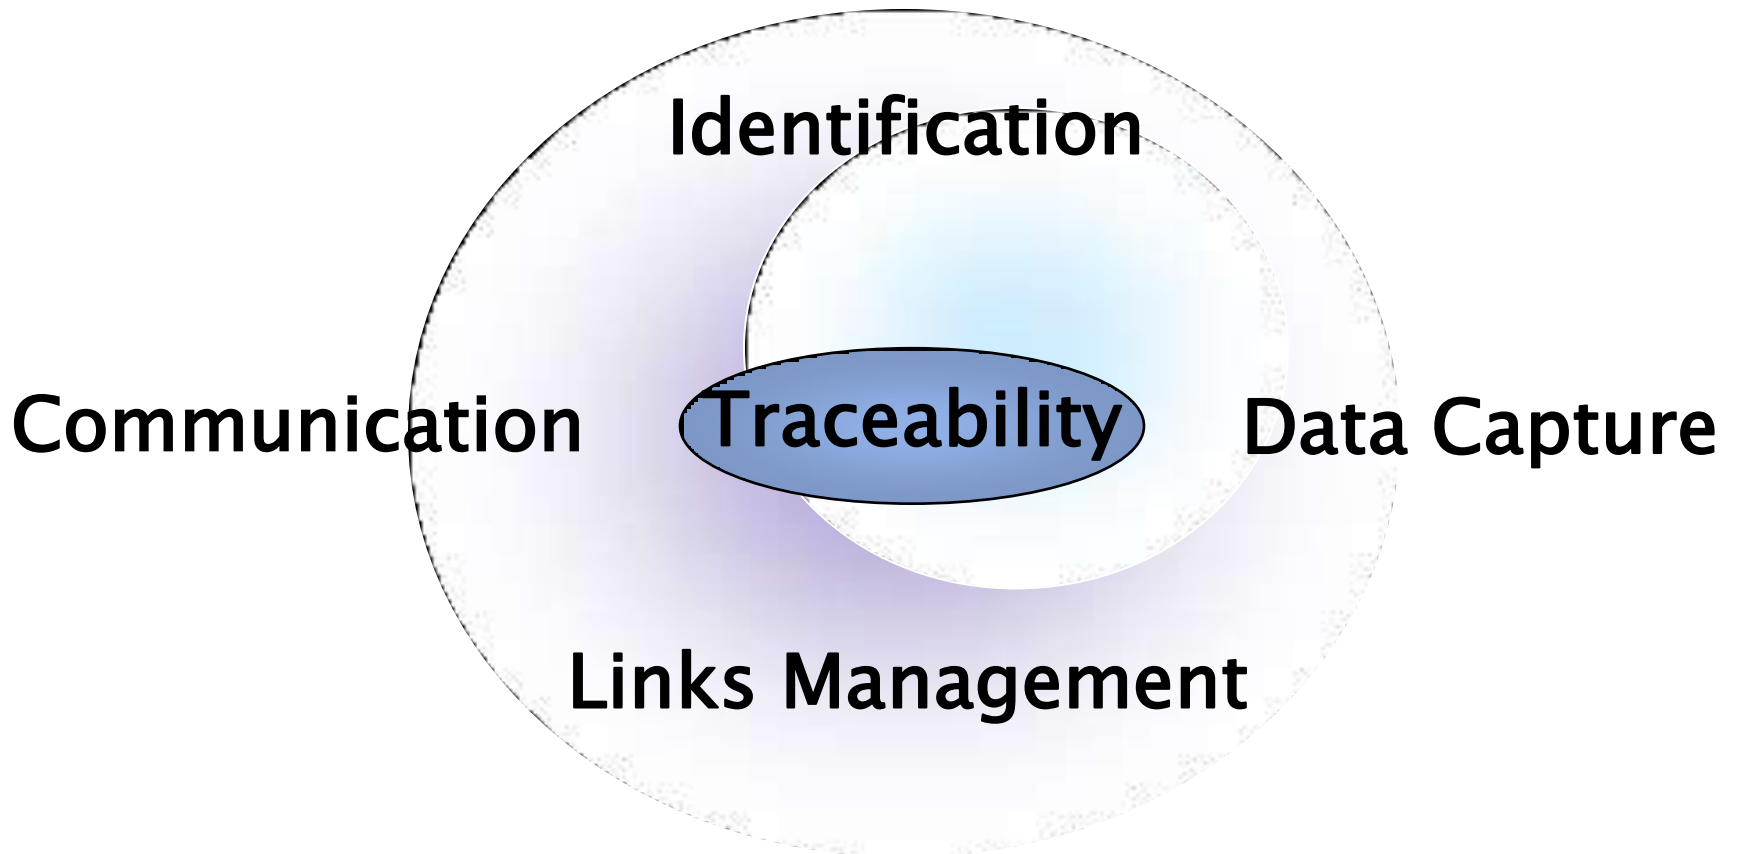 Identification
Communication
Traceability
Data Capture
Links Management